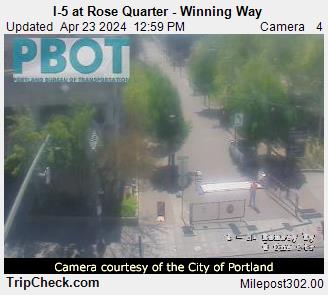 I-5 at Rose Quarter - Winning Way
Updated Apr 23 2024 12:59 PM Camera 4
PBOT
PORTLAND BUREAU OF TRANSPORTATION
Camera courtesy of the City of Portland
TripCheck.com Milepost302.00